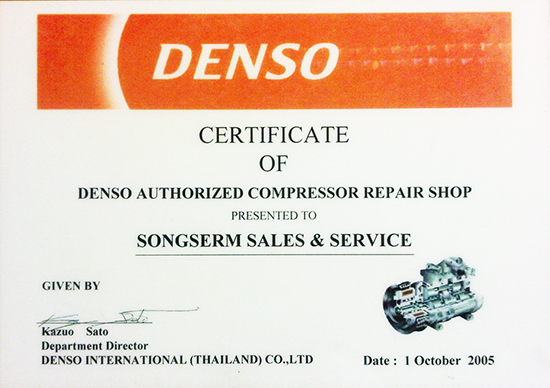 DENSO
CERTIFICATE
OF
DENSO AUTHORIZED COMPRESSOR REPAIR SHOP
PRESENTED TO
SONGSERM SALES & SERVICE
GIVEN BY
Kazuo Sato
Department Director
DENSO INTERNATIONAL (THAILAND) CO.,LTD
Date : 1 October 2005